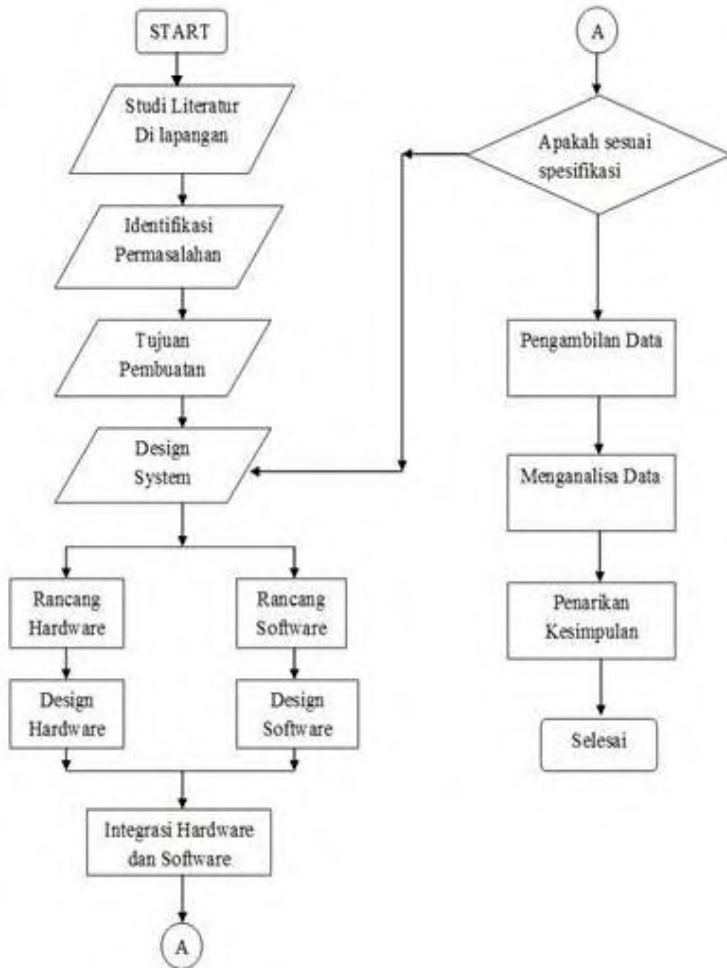 START
Studi Literatur
Di lapangan
Identifikasi
Permasalahan
Tujuan
Pembuatan
Design
System
Rancang
Hardware
Rancang
Software
Design
Hardware
Design
Software
Integrasi Hardware
dan Software
A
A
Apakah sesuai
spesifikasi
Pengambilan Data
Menganalisa Data
Penarikan
Kesimpulan
Selesai